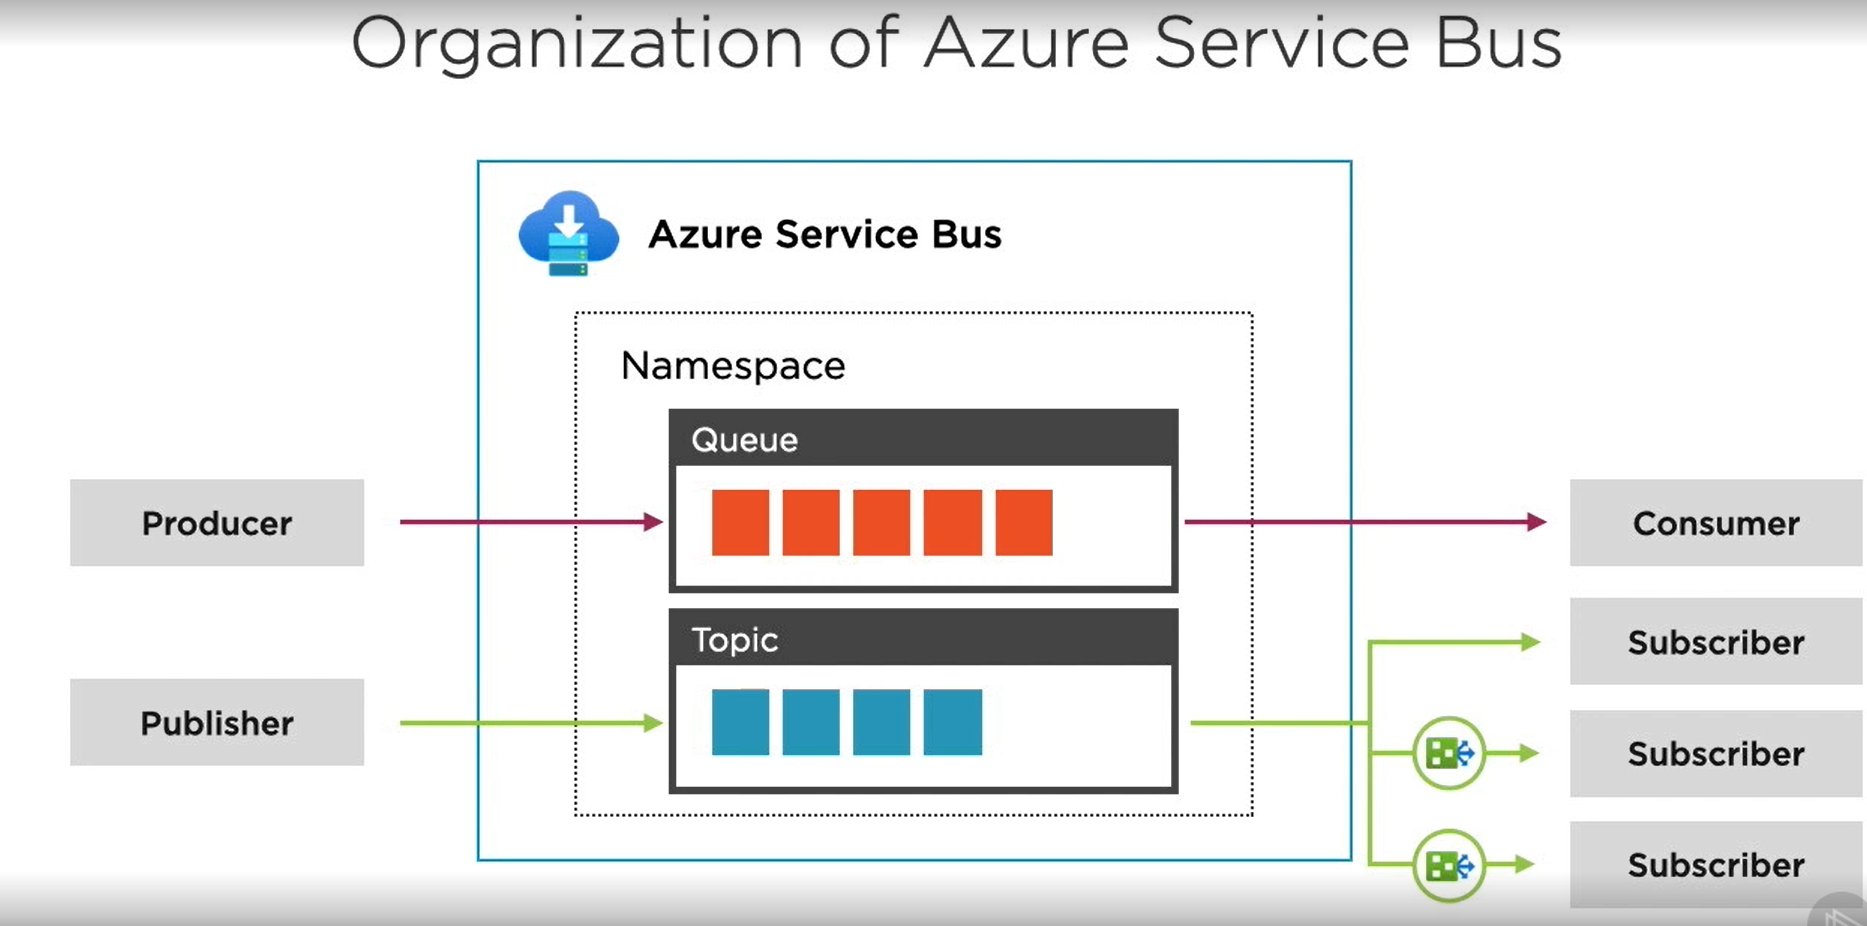 Organization of Azure Service Bus
Azure Service Bus
Namespace
Queue
Producer
Consumer
Topic
Subscriber
Publisher
Subscriber
Subscriber